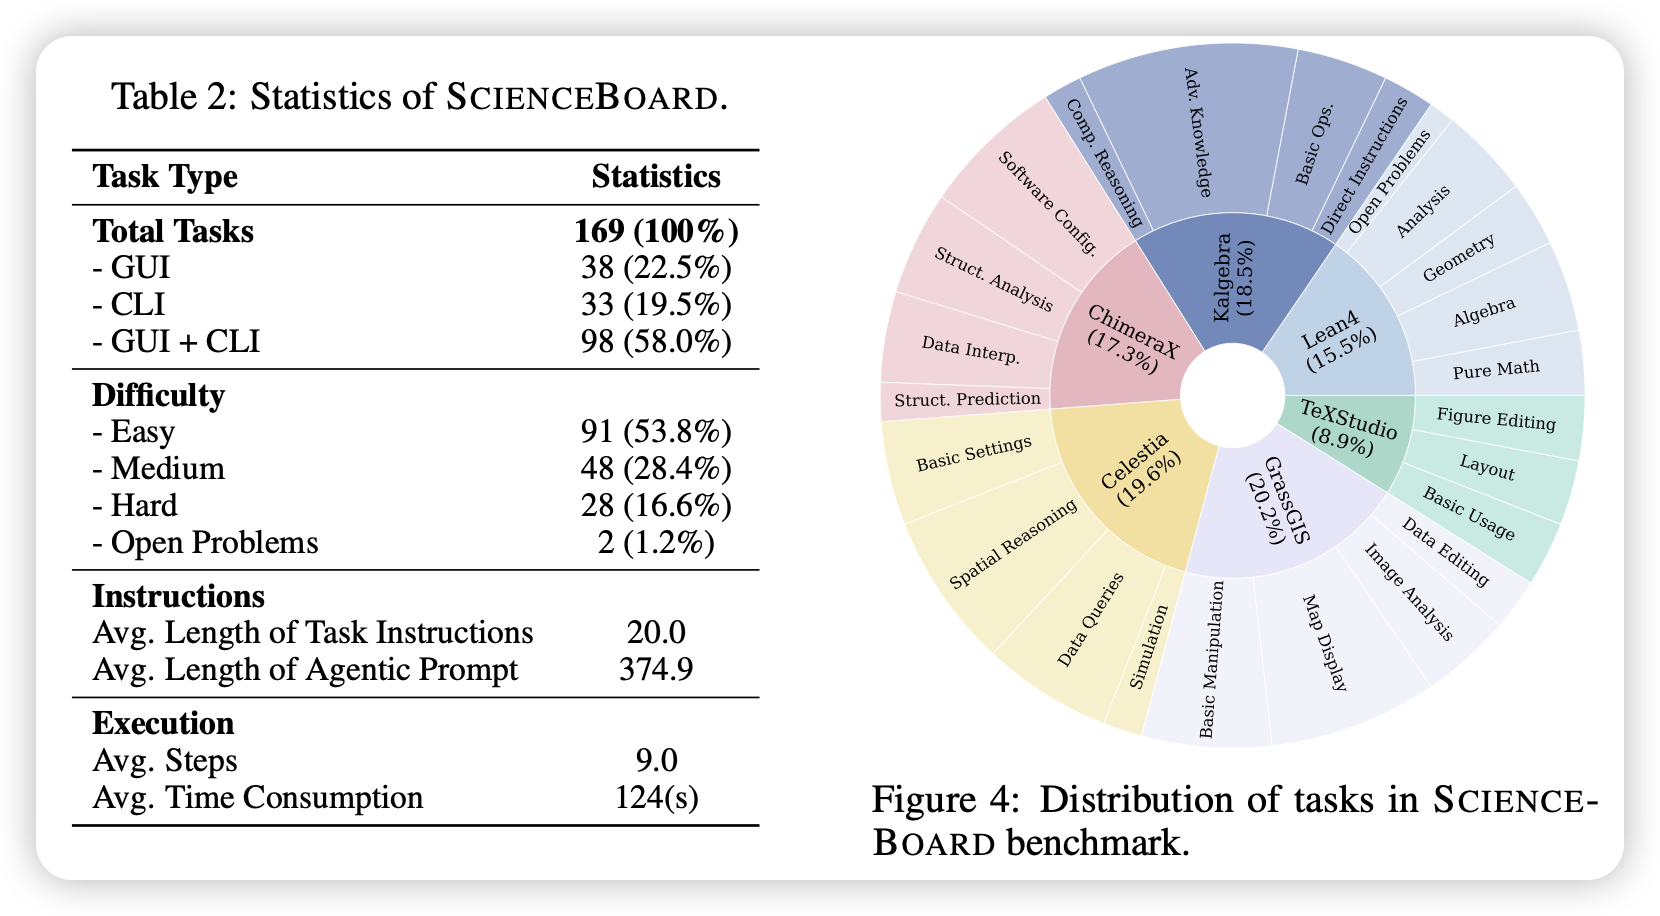 Table 2: Statistics of SCIENCEBOARD.
Task Type Statistics
Total Tasks 169 (100%)
- GUI 38 (22.5%)
- CLI 33 (19.5%)
- GUI + CLI 98 (58.0%)
Difficulty
- Easy 91 (53.8%)
- Medium 48 (28.4%)
- Hard 28 (16.6%)
- Open Problems 2 (1.2%)
Instructions
Avg. Length of Task Instructions 20.0
Avg. Length of Agentic Prompt 374.9
Execution
Avg. Steps 9.0
Avg. Time Consumption 124(s)
Kalgebra
(18.5%)
Comp. Reasoning
Adv. Knowledge
Basic Ops.
Direct Instructions
Lean4
(15.5%)
Open Problems
Analysis
Geometry
Algebra
Pure Math
TeXStudio
(8.9%)
Figure Editing
Layout
Basic Usage
GrassGIS
(20.2%)
Data Editing
Image Analysis
Map Display
Basic Manipulation
Celestia
(19.6%)
Simulation
Data Queries
Spatial Reasoning
Basic Settings
ChimeraX
(17.3%)
Struct. Prediction
Data Interp.
Struct. Analysis
Software Config.
Figure 4: Distribution of tasks in SCIENCE-
BOARD benchmark.